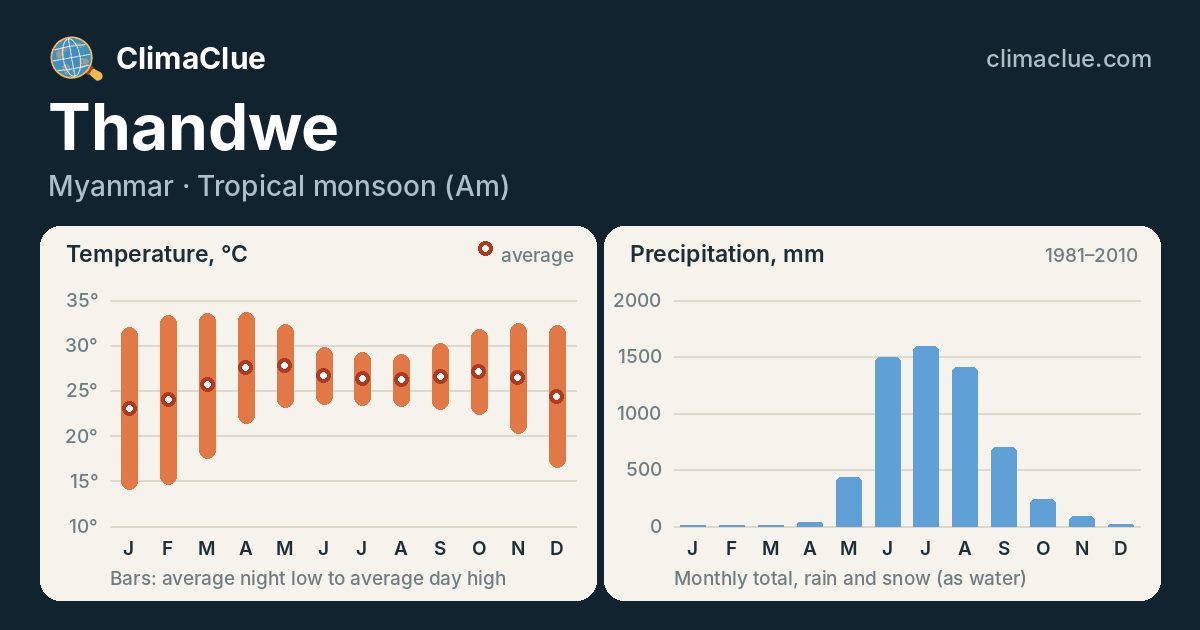 ClimaClue
climaclue.com
Thandwe
Myanmar · Tropical monsoon (Am)
Temperature, °C
average
35°
30°
25°
20°
15°
10°
J F M A M J J A S O N D
Bars: average night low to average day high
Precipitation, mm
1981–2010
2000
1500
1000
500
0
J F M A M J J A S O N D
Monthly total, rain and snow (as water)